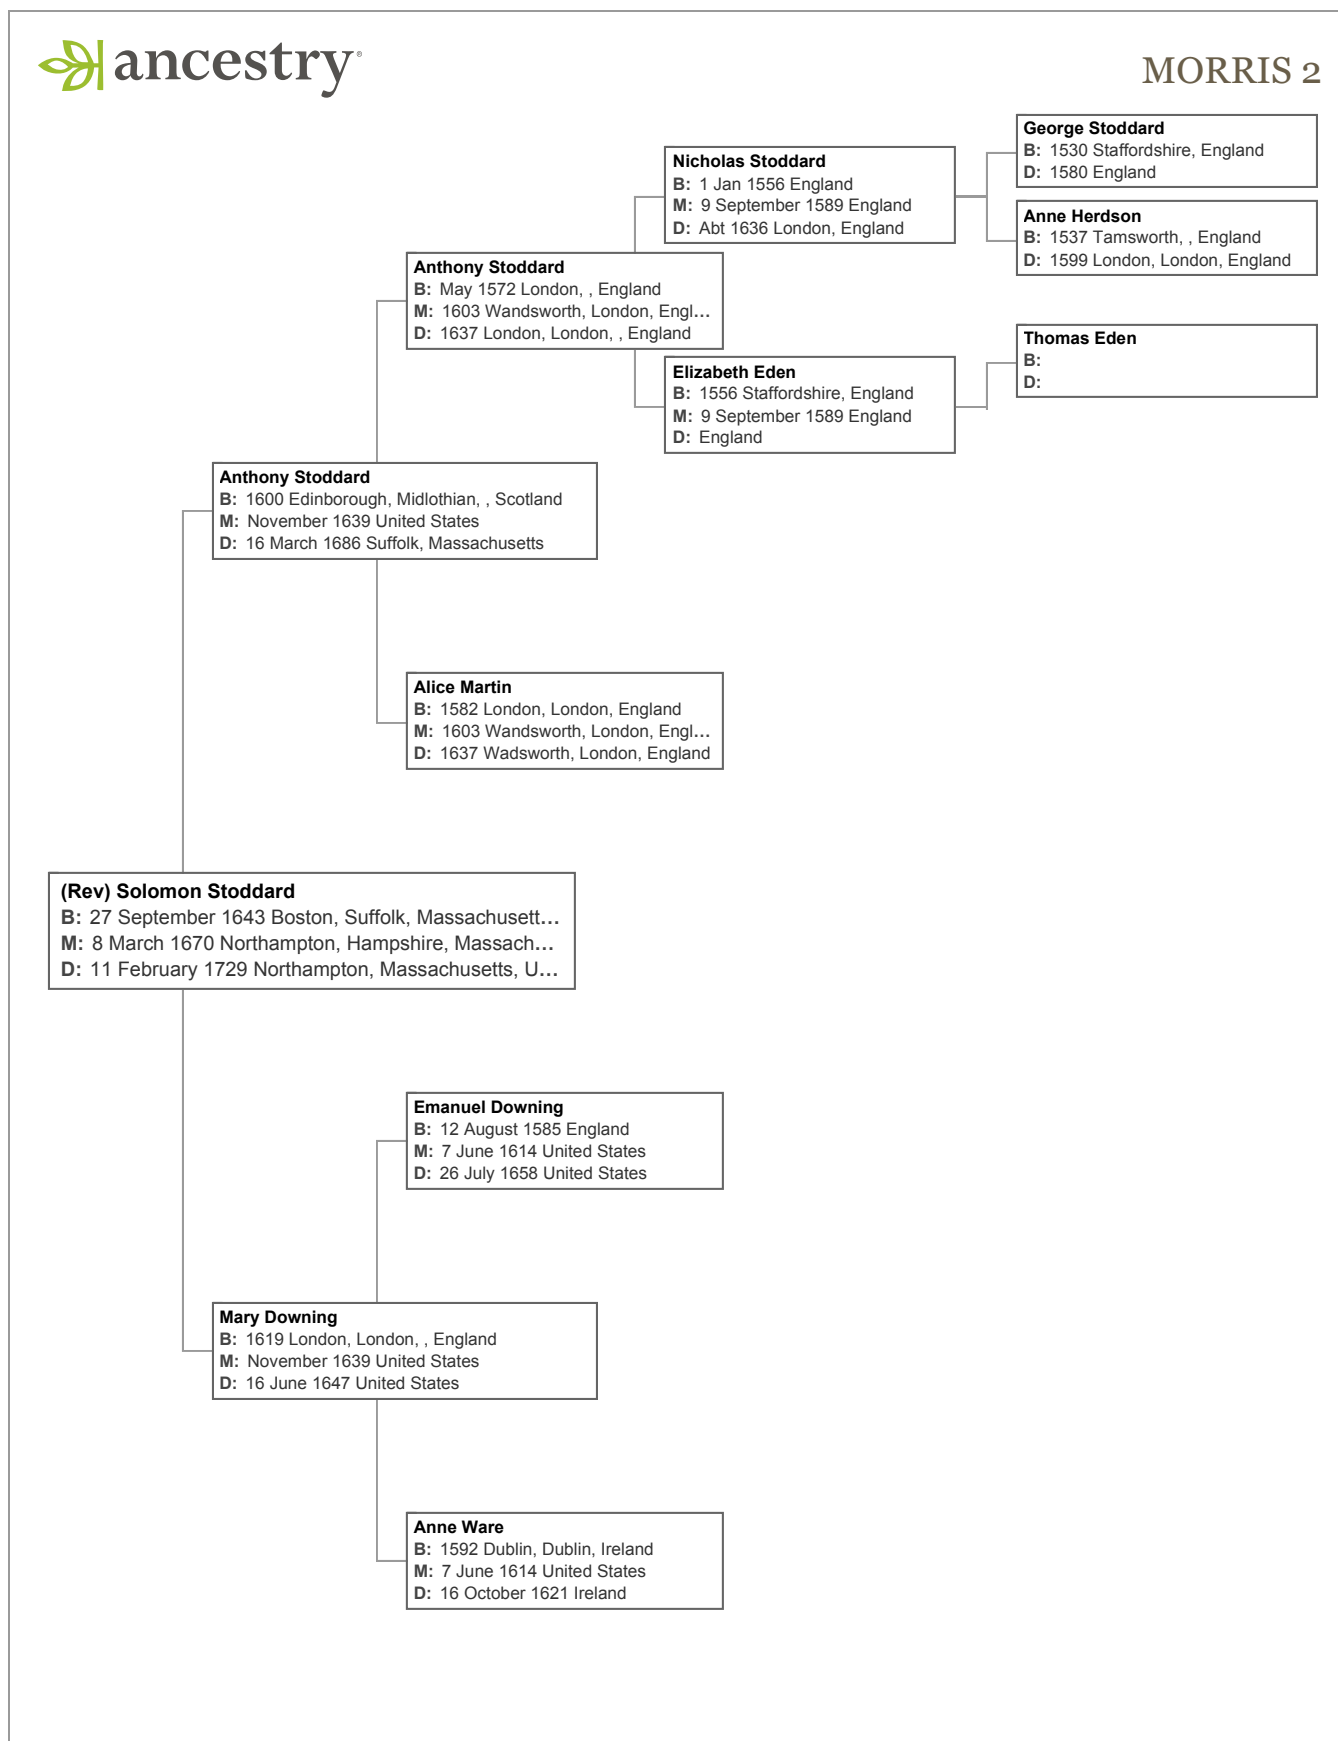 ancestry
MORRIS 2
George Stoddard
B: 1530 Staffordshire, England
D: 1580 England
Nicholas Stoddard
B: 1 Jan 1556 England
M: 9 September 1589 England
D: Abt 1636 London, England
Anne Herdson
B: 1537 Tamsworth, , England
D: 1599 London, London, England
Anthony Stoddard
B: May 1572 London, , England
M: 1603 Wandsworth, London, Engl...
D: 1637 London, London, , England
Thomas Eden
B:
D:
Elizabeth Eden
B: 1556 Staffordshire, England
M: 9 September 1589 England
D: England
Anthony Stoddard
B: 1600 Edinborough, Midlothian, , Scotland
M: November 1639 United States
D: 16 March 1686 Suffolk, Massachusetts
Alice Martin
B: 1582 London, London, England
M: 1603 Wandsworth, London, Engl...
D: 1637 Wadsworth, London, England
(Rev) Solomon Stoddard
B: 27 September 1643 Boston, Suffolk, Massachusett...
M: 8 March 1670 Northampton, Hampshire, Massach...
D: 11 February 1729 Northampton, Massachusetts, U...
Emanuel Downing
B: 12 August 1585 England
M: 7 June 1614 United States
D: 26 July 1658 United States
Mary Downing
B: 1619 London, London, , England
M: November 1639 United States
D: 16 June 1647 United States
Anne Ware
B: 1592 Dublin, Dublin, Ireland
M: 7 June 1614 United States
D: 16 October 1621 Ireland